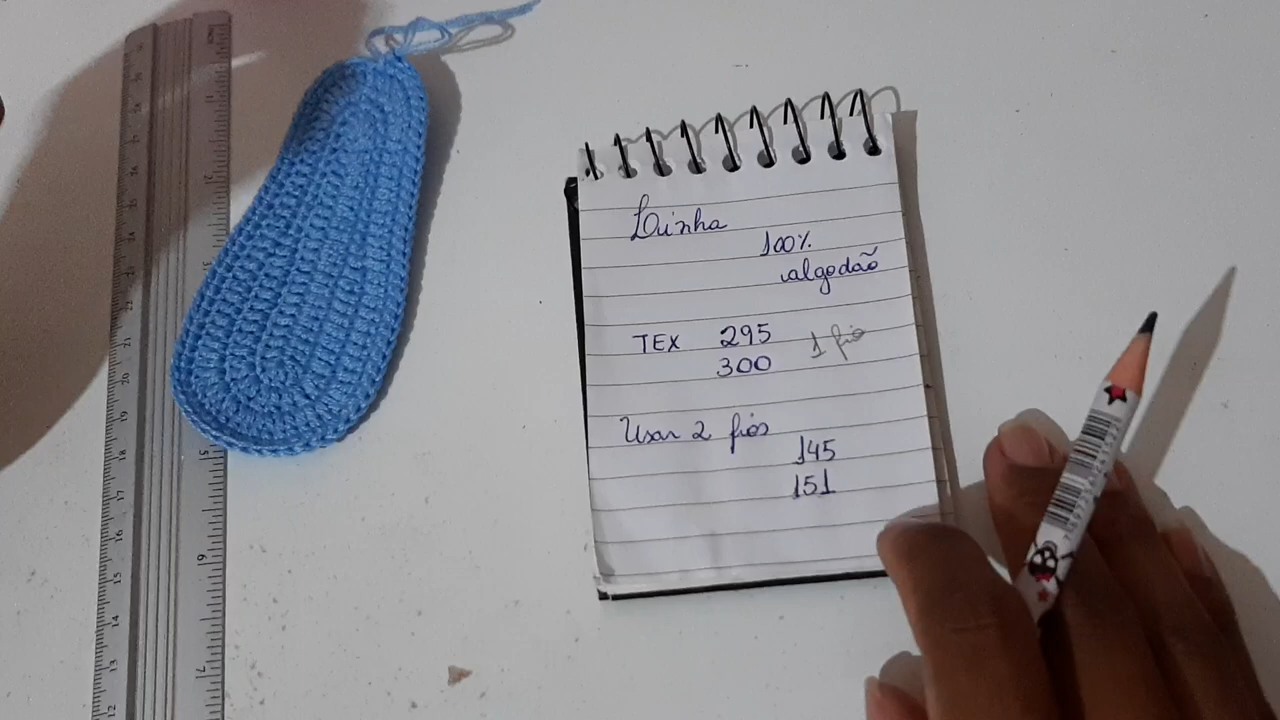 Linha
100%
algodão
TEX 295 1 fio
300
Usar 2 fios
145
151